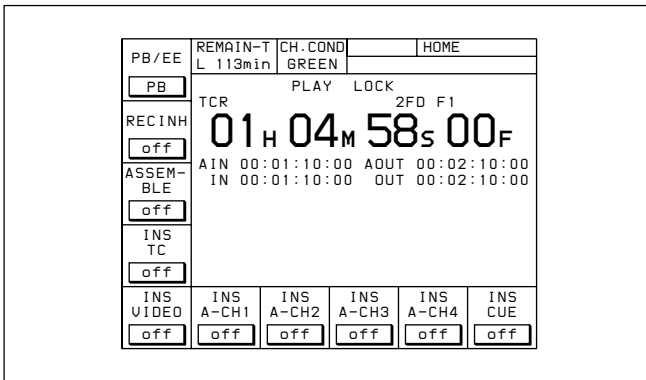 PB/EE
PB
REMAIN-T
L 113min
CH.COND
GREEN
HOME
PLAY LOCK
TCR 2FD F1
01H 04M 58S 00F
AIN 00:01:10:00 AOUT 00:02:10:00
IN 00:01:10:00 OUT 00:02:10:00
RECINH
off
ASSEM-
BLE
off
INS
TC
off
INS
VIDEO
off
INS
A-CH1
off
INS
A-CH2
off
INS
A-CH3
off
INS
A-CH4
off
INS
CUE
off